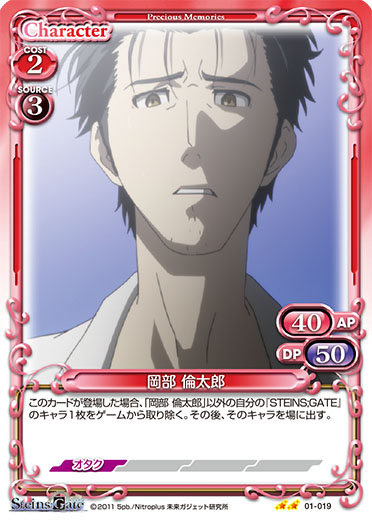 Precious Memories
Character
COST
2
SOURCE
3
40 AP
DP 50
岡部 倫太郎
このカードが登場した場合、「岡部 倫太郎」以外の自分の「STEINS;GATE」
のキャラ1枚をゲームから取り除く。その後、そのキャラを場に出す。
オタク
Steins;Gate ©2011 5pb./Nitroplus 未来ガジェット研究所 ★★ 01-019